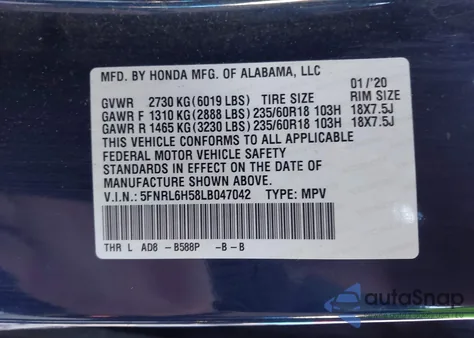 MFD. BY HONDA MFG. OF ALABAMA, LLC
GVWR 2730 KG (6019 LBS) TIRE SIZE 01/'20 RIM SIZE
GAWR F 1310 KG (2888 LBS) 235/60R18 103H 18X7.5J
GAWR R 1465 KG (3230 LBS) 235/60R18 103H 18X7.5J
THIS VEHICLE CONFORMS TO ALL APPLICABLE
FEDERAL MOTOR VEHICLE SAFETY
STANDARDS IN EFFECT ON THE DATE OF
MANUFACTURE SHOWN ABOVE.
V.I.N.: 5FNRL6H58LB047042 TYPE: MPV
THR L AD8 - B588P - B - B
autoSnap